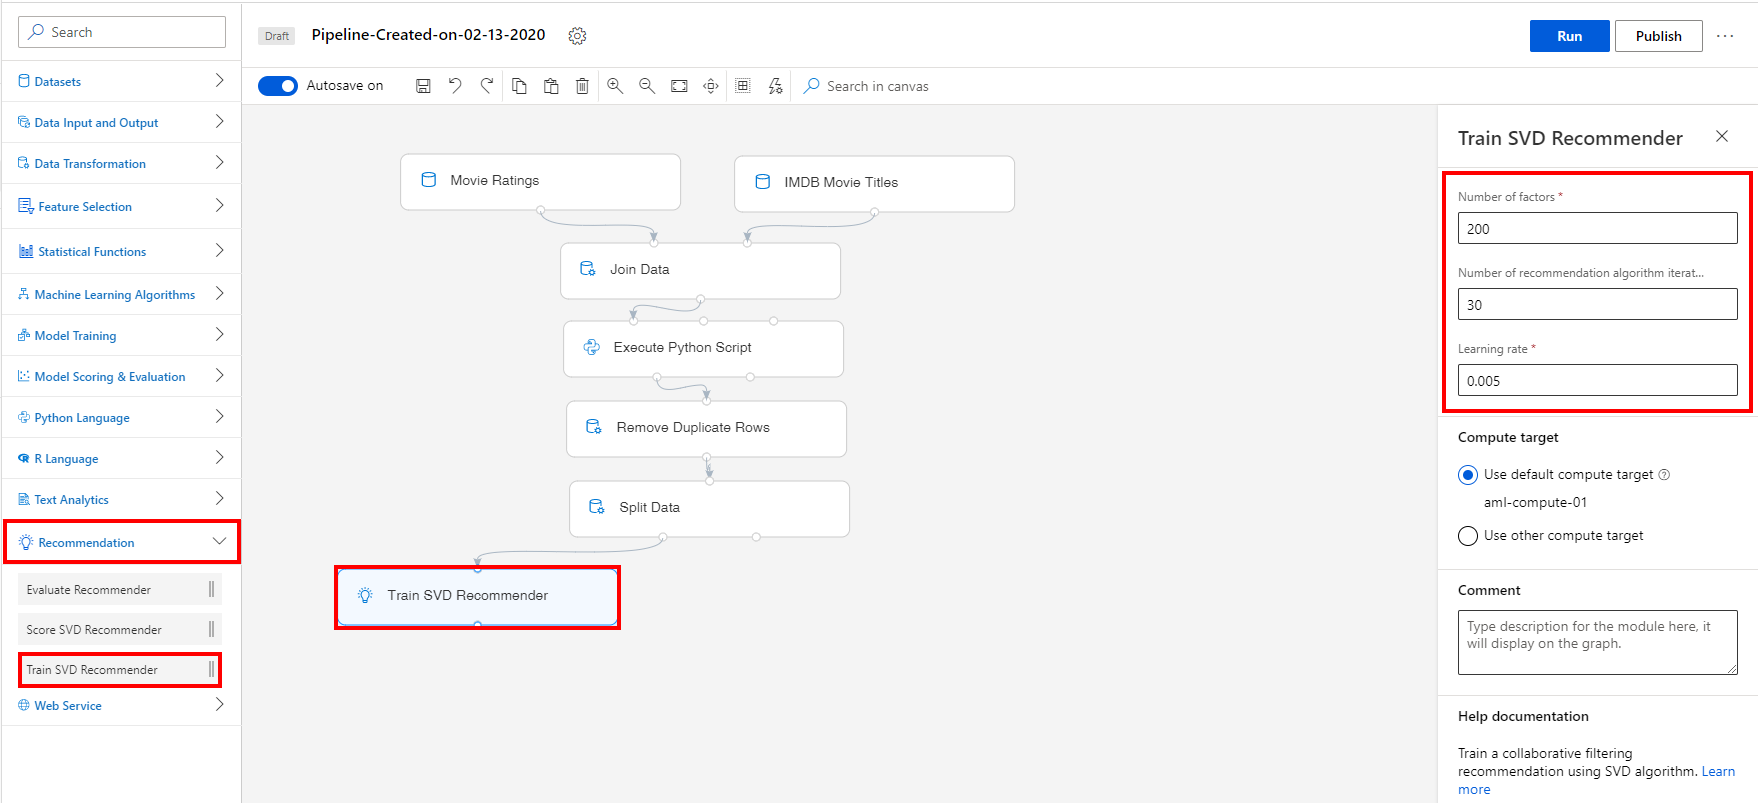 Search
Datasets
Data Input and Output
Data Transformation
Feature Selection
Statistical Functions
Machine Learning Algorithms
Model Training
Model Scoring & Evaluation
Python Language
R Language
Text Analytics
Recommendation
Evaluate Recommender
Score SVD Recommender
Train SVD Recommender
Web Service
Draft
Pipeline-Created-on-02-13-2020
Run
Publish
Autosave on
Search in canvas
Movie Ratings
IMDB Movie Titles
Join Data
Execute Python Script
Remove Duplicate Rows
Split Data
Train SVD Recommender
Train SVD Recommender
Number of factors *
200
Number of recommendation algorithm iterat...
30
Learning rate *
0.005
Compute target
Use default compute target
aml-compute-01
Use other compute target
Comment
Type description for the module here, it
will display on the graph.
Help documentation
Train a collaborative filtering
recommendation using SVD algorithm. Learn
more